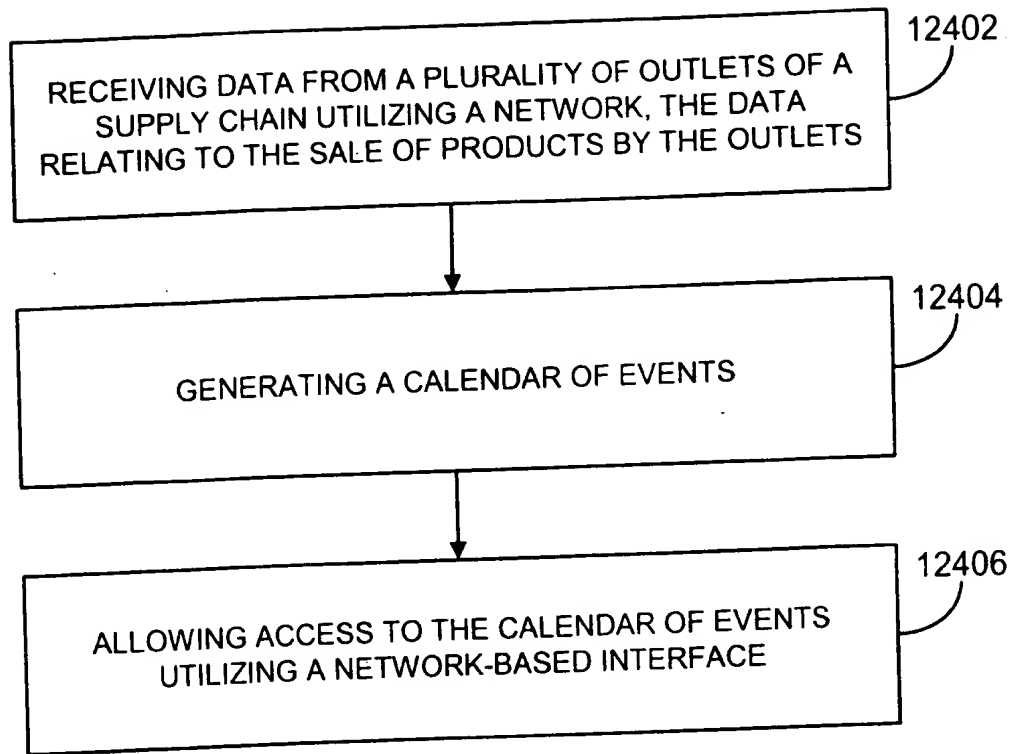 12402
RECEIVING DATA FROM A PLURALITY OF OUTLETS OF A
SUPPLY CHAIN UTILIZING A NETWORK, THE DATA
RELATING TO THE SALE OF PRODUCTS BY THE OUTLETS
12404
GENERATING A CALENDAR OF EVENTS
12406
ALLOWING ACCESS TO THE CALENDAR OF EVENTS
UTILIZING A NETWORK-BASED INTERFACE